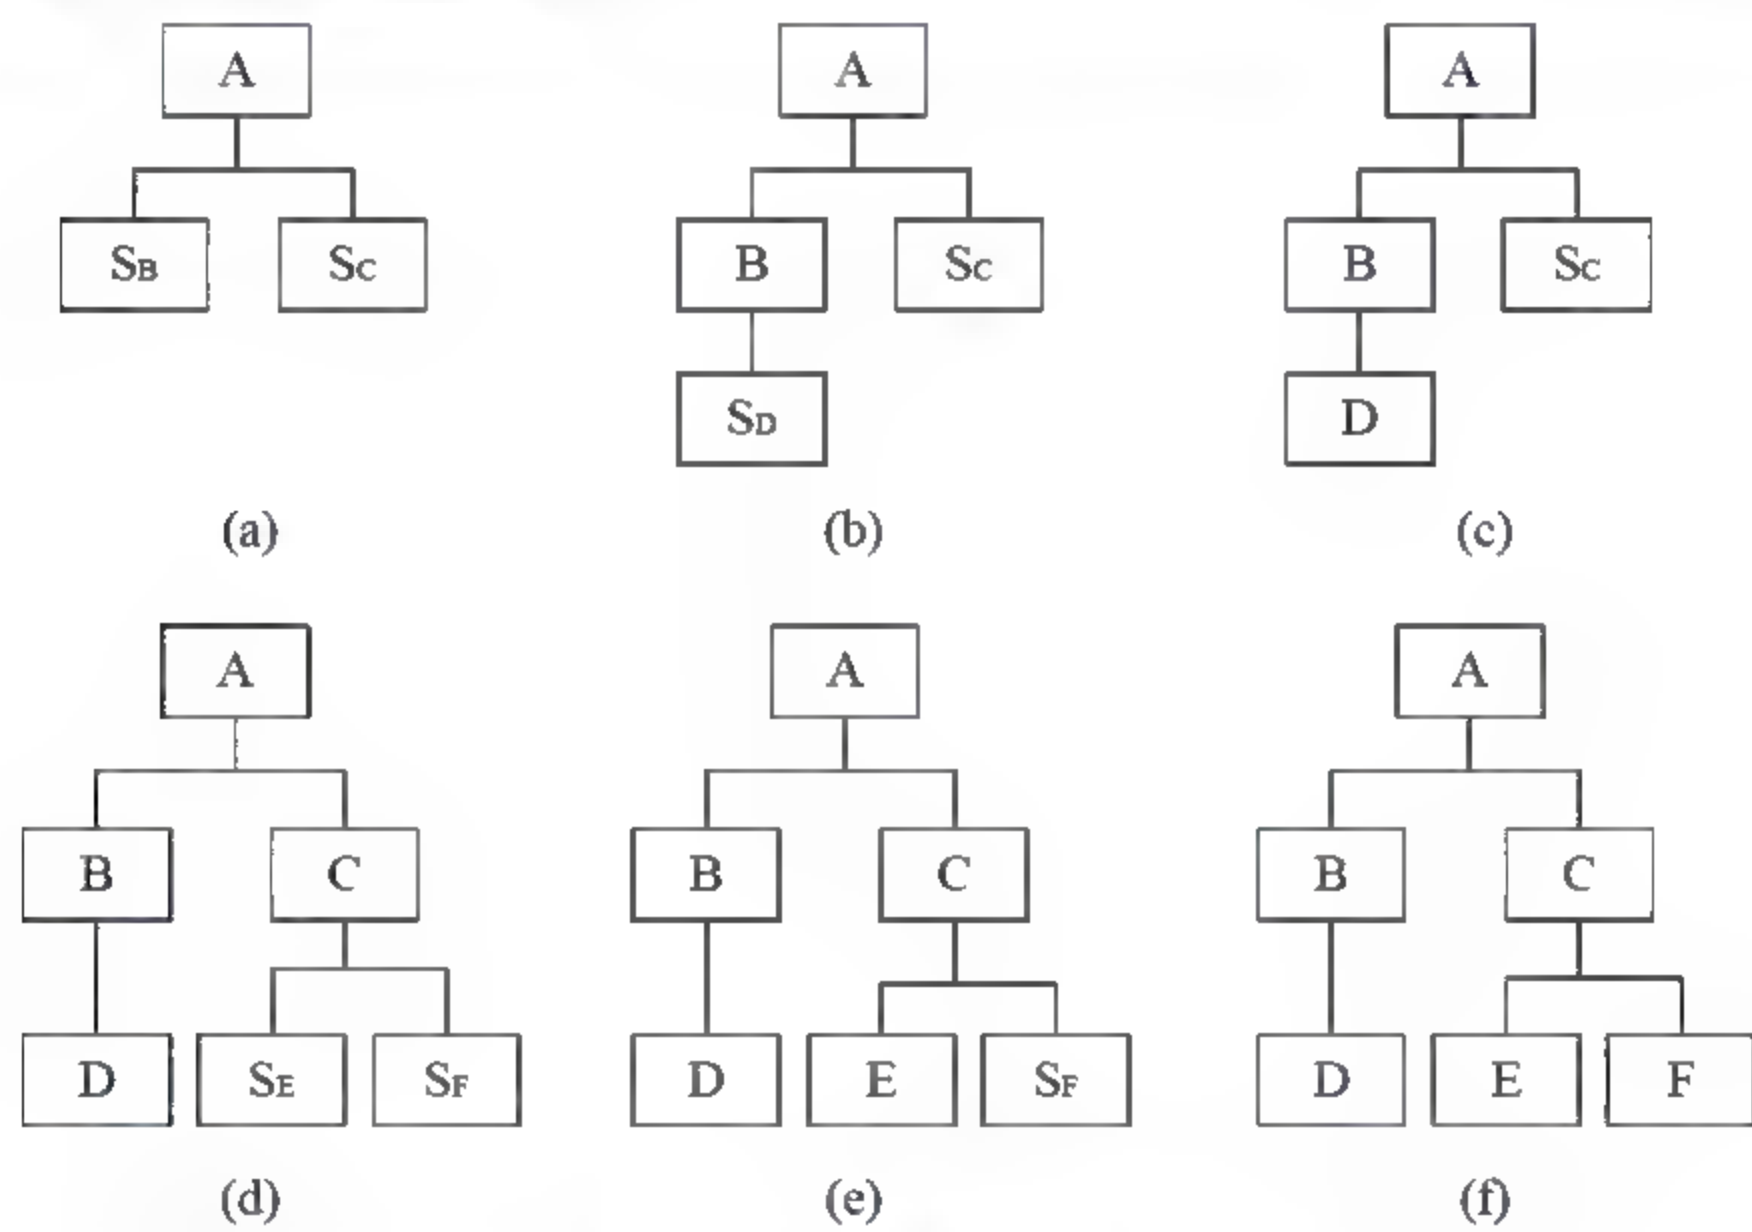 A A A
SB SC B SC B SC
SD D
(a) (b) (c)
A A A
B C B C B C
D SE SF D E SF D E F
(d) (e) (f)